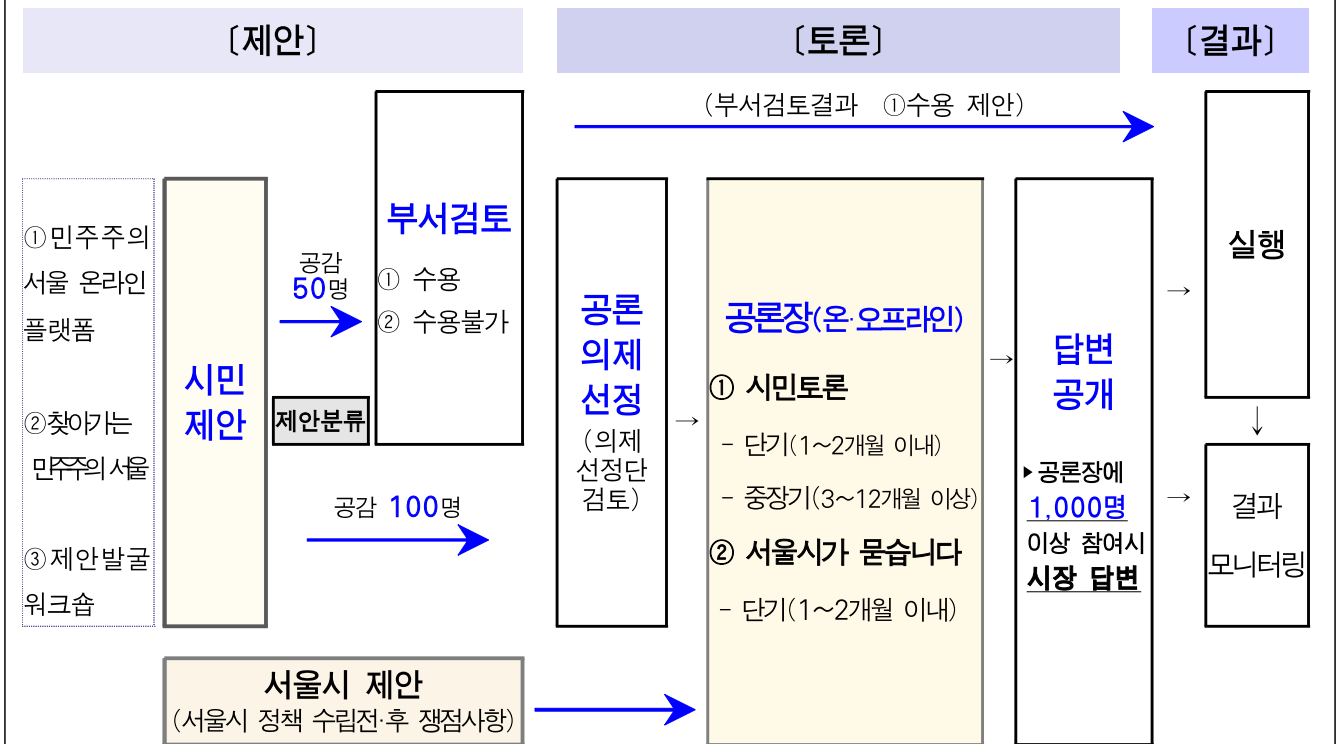 〔제안〕
〔토론〕
〔결과〕
(부서검토결과 ①수용 제안)
①민주주의
서울 온라인
플랫폼
②찾아가는
민주주의 서울
③제안발굴
워크숍
시민
제안
공감
50명
제안분류
부서검토
① 수용
② 수용불가
공감 100명
서울시 제안
(서울시 정책 수립전·후 쟁점사항)
공론
의제
선정
(의제
선정단
검토)
→
공론장(온·오프라인)
① 시민토론
- 단기(1~2개월 이내)
- 중장기(3~12개월 이상)
② 서울시가 묻습니다
- 단기(1~2개월 이내)
→
답변
공개
▸공론장에
1,000명
이상 참여시
시장 답변
→
→
실행
↓
결과
모니터링